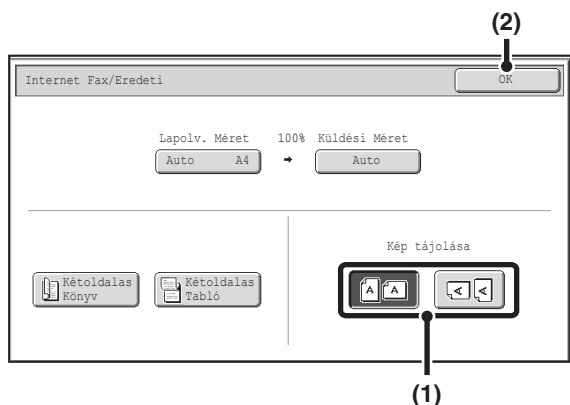 (2)
Internet Fax/Eredeti
OK
Lapolv. Méret 100% Küldési Méret
Auto A4 → Auto
Kép tájolása
Kétoldalas
Könyv
Kétoldalas
Tabló
A A A A
(1)